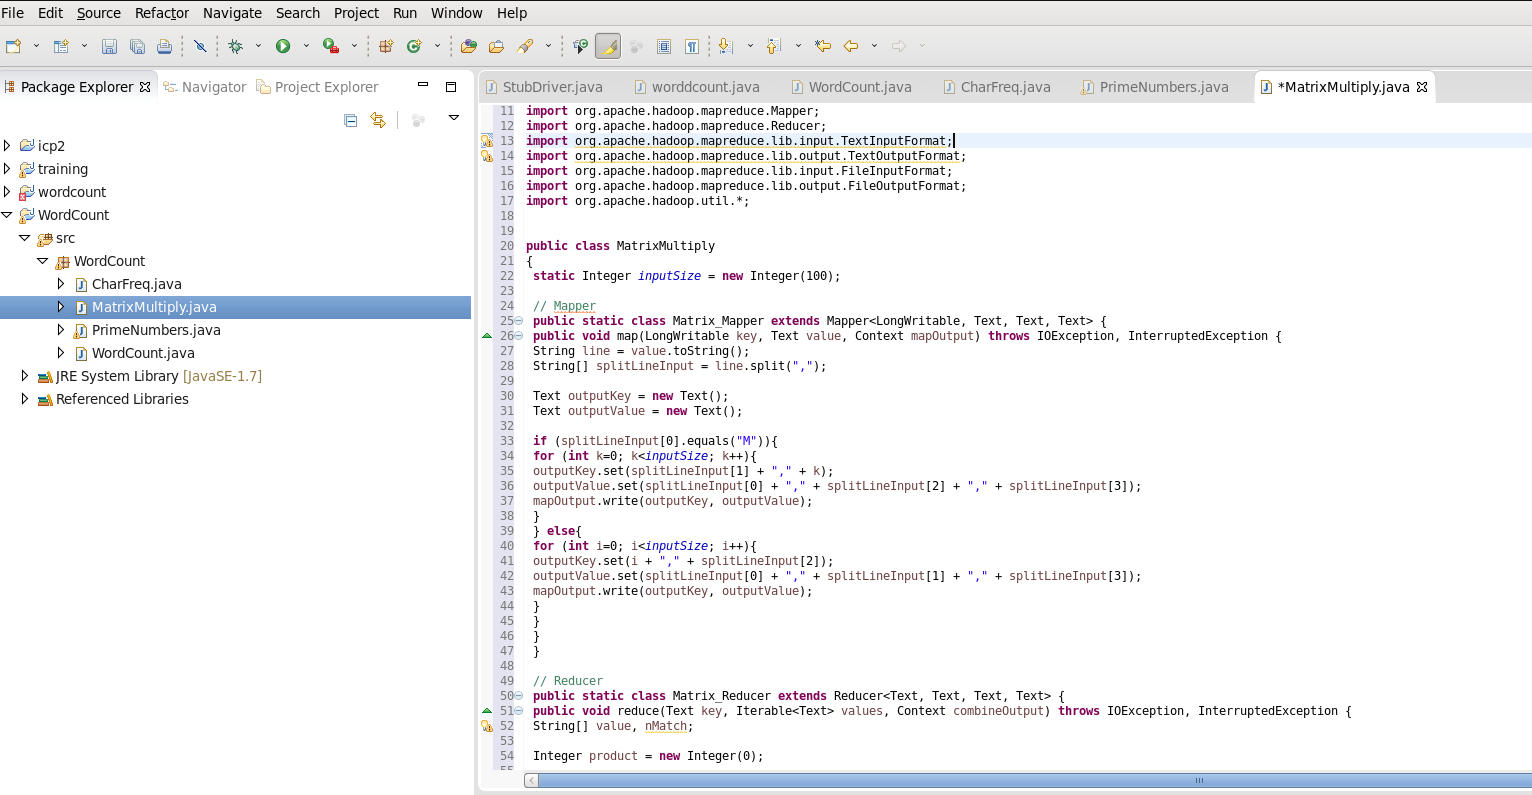 File Edit Source Refactor Navigate Search Project Run Window Help
Package Explorer Navigator Project Explorer
icp2
training
wordcount
WordCount
src
WordCount
CharFreq.java
MatrixMultiply.java
PrimeNumbers.java
WordCount.java
JRE System Library [JavaSE-1.7]
Referenced Libraries
StubDriver.java worddcount.java WordCount.java CharFreq.java PrimeNumbers.java *MatrixMultiply.java
11 import org.apache.hadoop.mapreduce.Mapper;
12 import org.apache.hadoop.mapreduce.Reducer;
13 import org.apache.hadoop.mapreduce.lib.input.TextInputFormat;
14 import org.apache.hadoop.mapreduce.lib.output.TextOutputFormat;
15 import org.apache.hadoop.mapreduce.lib.input.FileInputFormat;
16 import org.apache.hadoop.mapreduce.lib.output.FileOutputFormat;
17 import org.apache.hadoop.util.*;
18
19
20 public class MatrixMultiply
21 {
22 static Integer inputSize = new Integer(100);
23
24 // Mapper
25 public static class Matrix_Mapper extends Mapper<LongWritable, Text, Text, Text> {
26 public void map(LongWritable key, Text value, Context mapOutput) throws IOException, InterruptedException {
27 String line = value.toString();
28 String[] splitLineInput = line.split(",");
29
30 Text outputKey = new Text();
31 Text outputValue = new Text();
32
33 if (splitLineInput[0].equals("M")){
34 for (int k=0; k<inputSize; k++){
35 outputKey.set(splitLineInput[1] + "," + k);
36 outputValue.set(splitLineInput[0] + "," + splitLineInput[2] + "," + splitLineInput[3]);
37 mapOutput.write(outputKey, outputValue);
38 }
39 } else{
40 for (int i=0; i<inputSize; i++){
41 outputKey.set(i + "," + splitLineInput[2]);
42 outputValue.set(splitLineInput[0] + "," + splitLineInput[1] + "," + splitLineInput[3]);
43 mapOutput.write(outputKey, outputValue);
44 }
45 }
46 }
47 }
48
49 // Reducer
50 public static class Matrix_Reducer extends Reducer<Text, Text, Text, Text> {
51 public void reduce(Text key, Iterable<Text> values, Context combineOutput) throws IOException, InterruptedException {
52 String[] value, nMatch;
53
54 Integer product = new Integer(0);